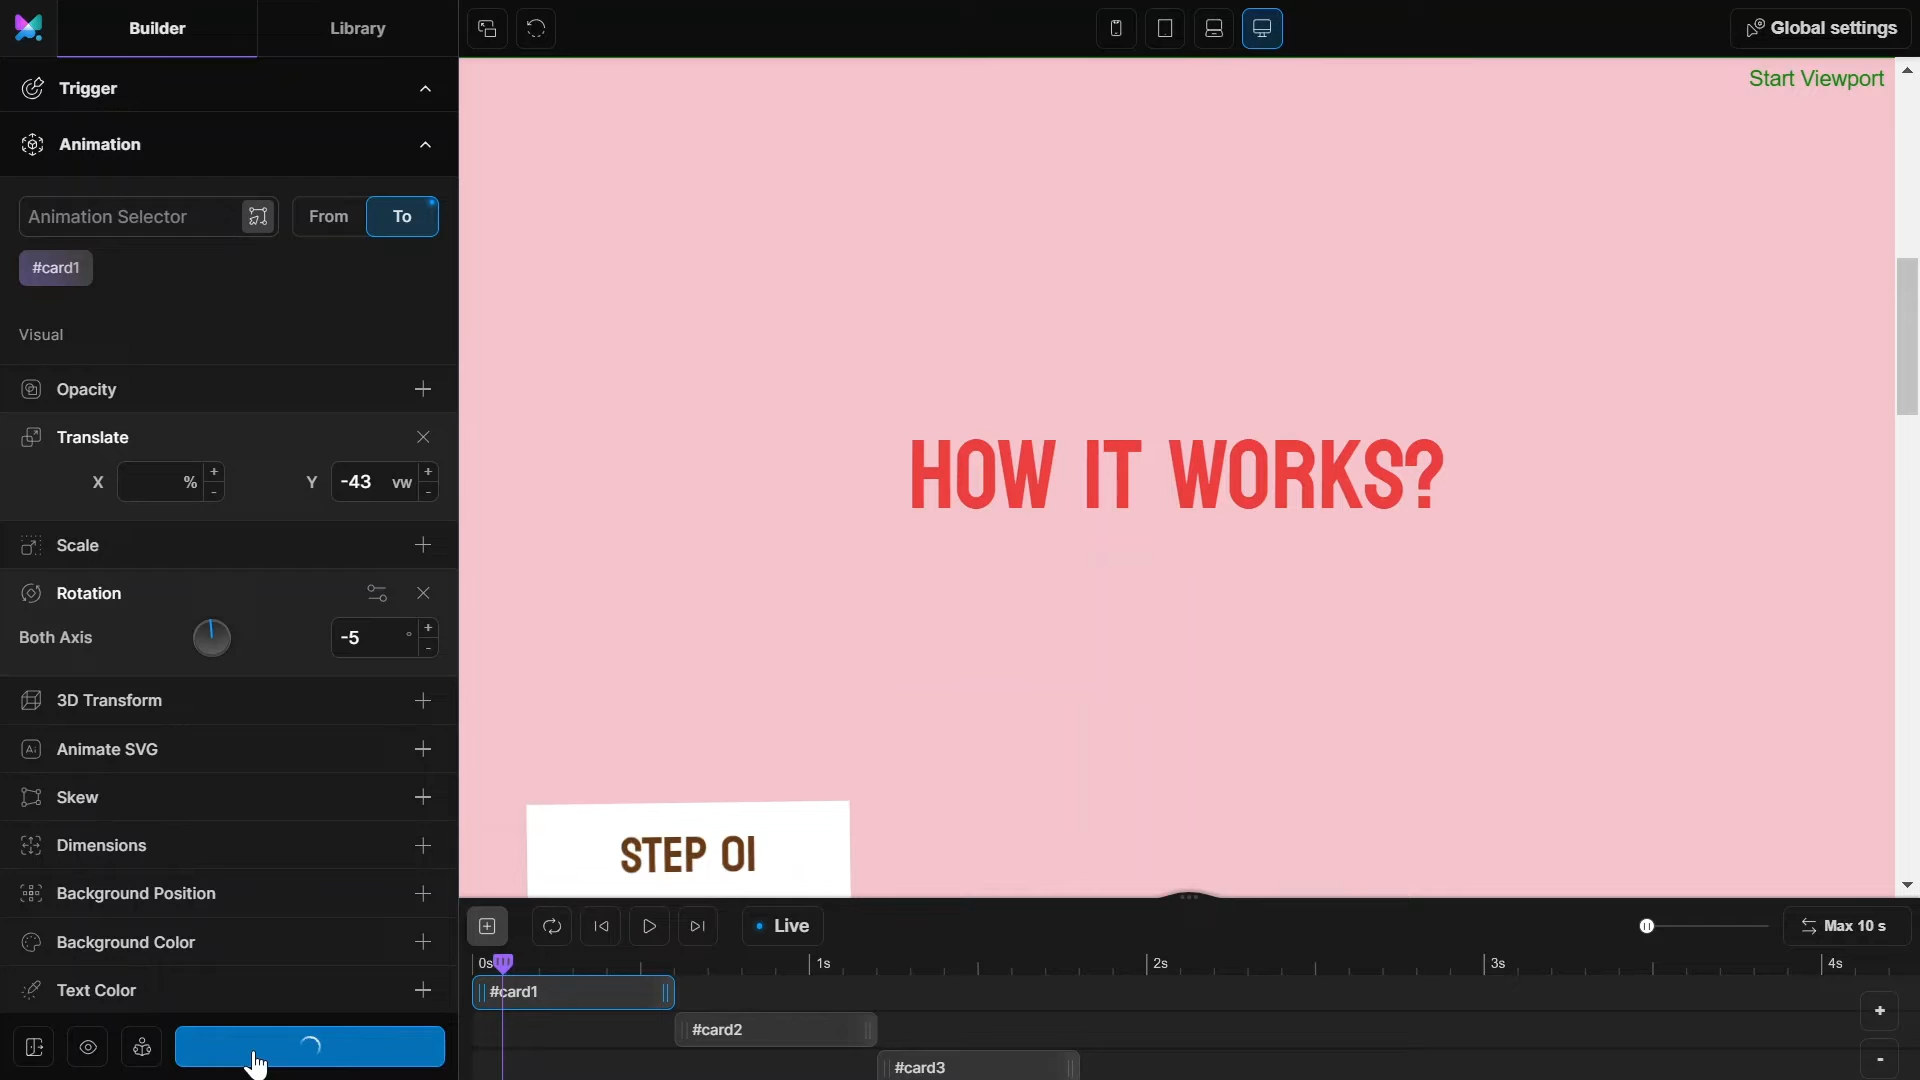 Builder
Library
Global settings
Trigger
Start Viewport
Animation
Animation Selector
From
To
#card1
Visual
Opacity
Translate
X
%
Y
-43
vw
HOW IT WORKS?
Scale
Rotation
Both Axis
-5
°
3D Transform
Animate SVG
Skew
Dimensions
STEP 01
Background Position
Background Color
Live
Max 10 s
0s
1s
2s
3s
4s
Text Color
#card1
#card2
#card3